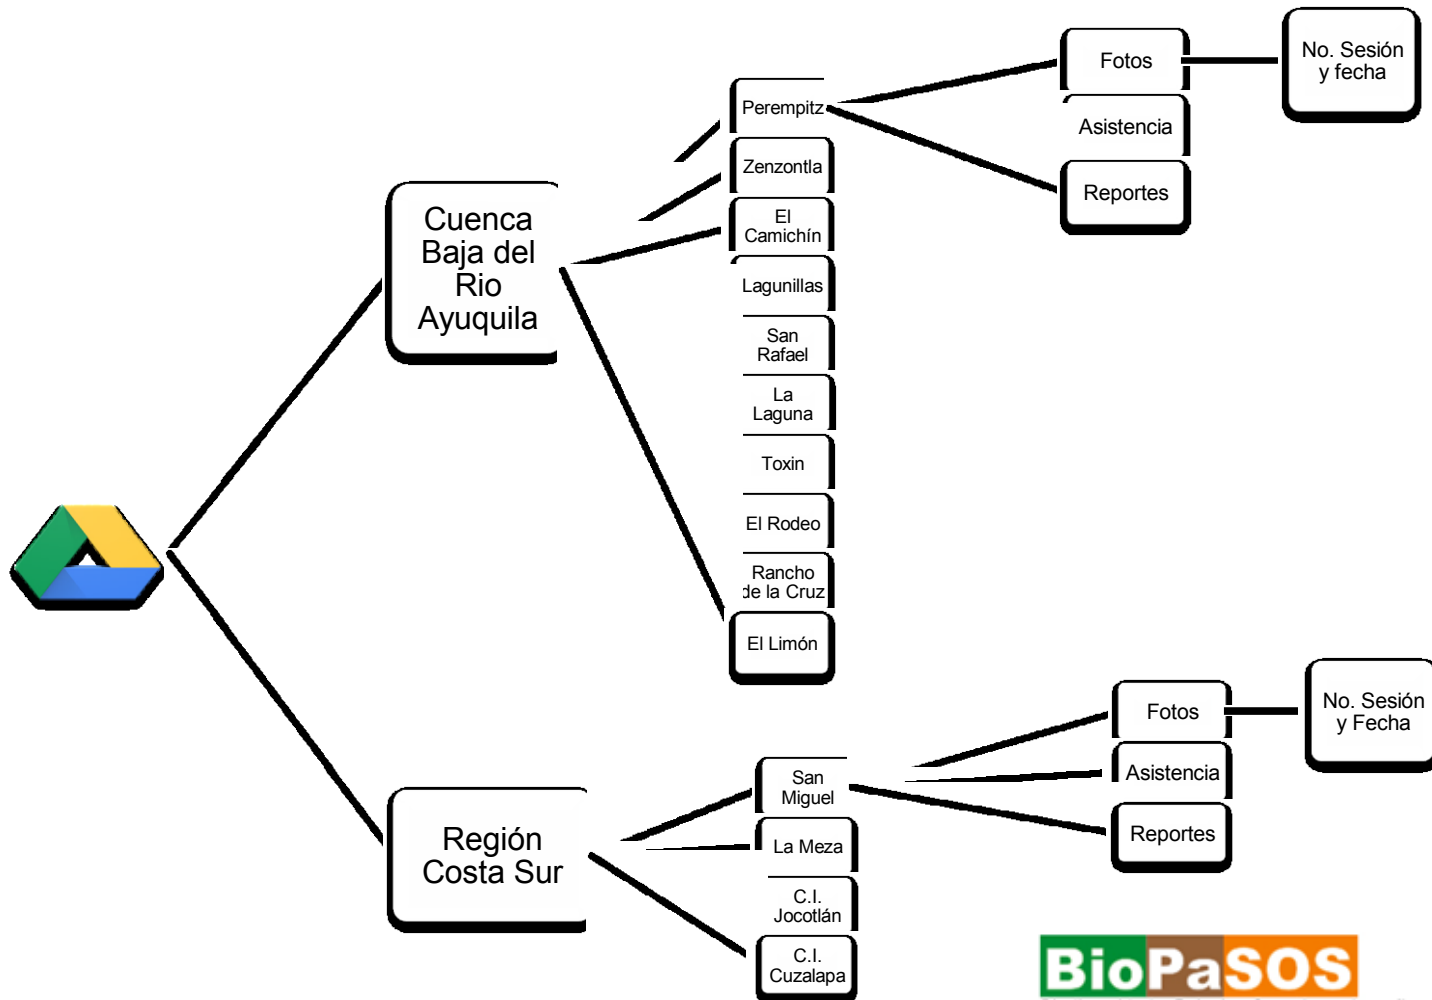 Cuenca
Baja del
Rio
Ayuquila
Perempitz
Zenzontla
El
Camichín
Lagunillas
San
Rafael
La
Laguna
Toxin
El Rodeo
Rancho
de la Cruz
El Limón
Fotos
Asistencia
Reportes
No. Sesión
y fecha
Región
Costa Sur
San
Miguel
La Meza
C.I.
Jocotlán
C.I.
Cuzalapa
Fotos
Asistencia
Reportes
No. Sesión
y Fecha
BioPaSOS